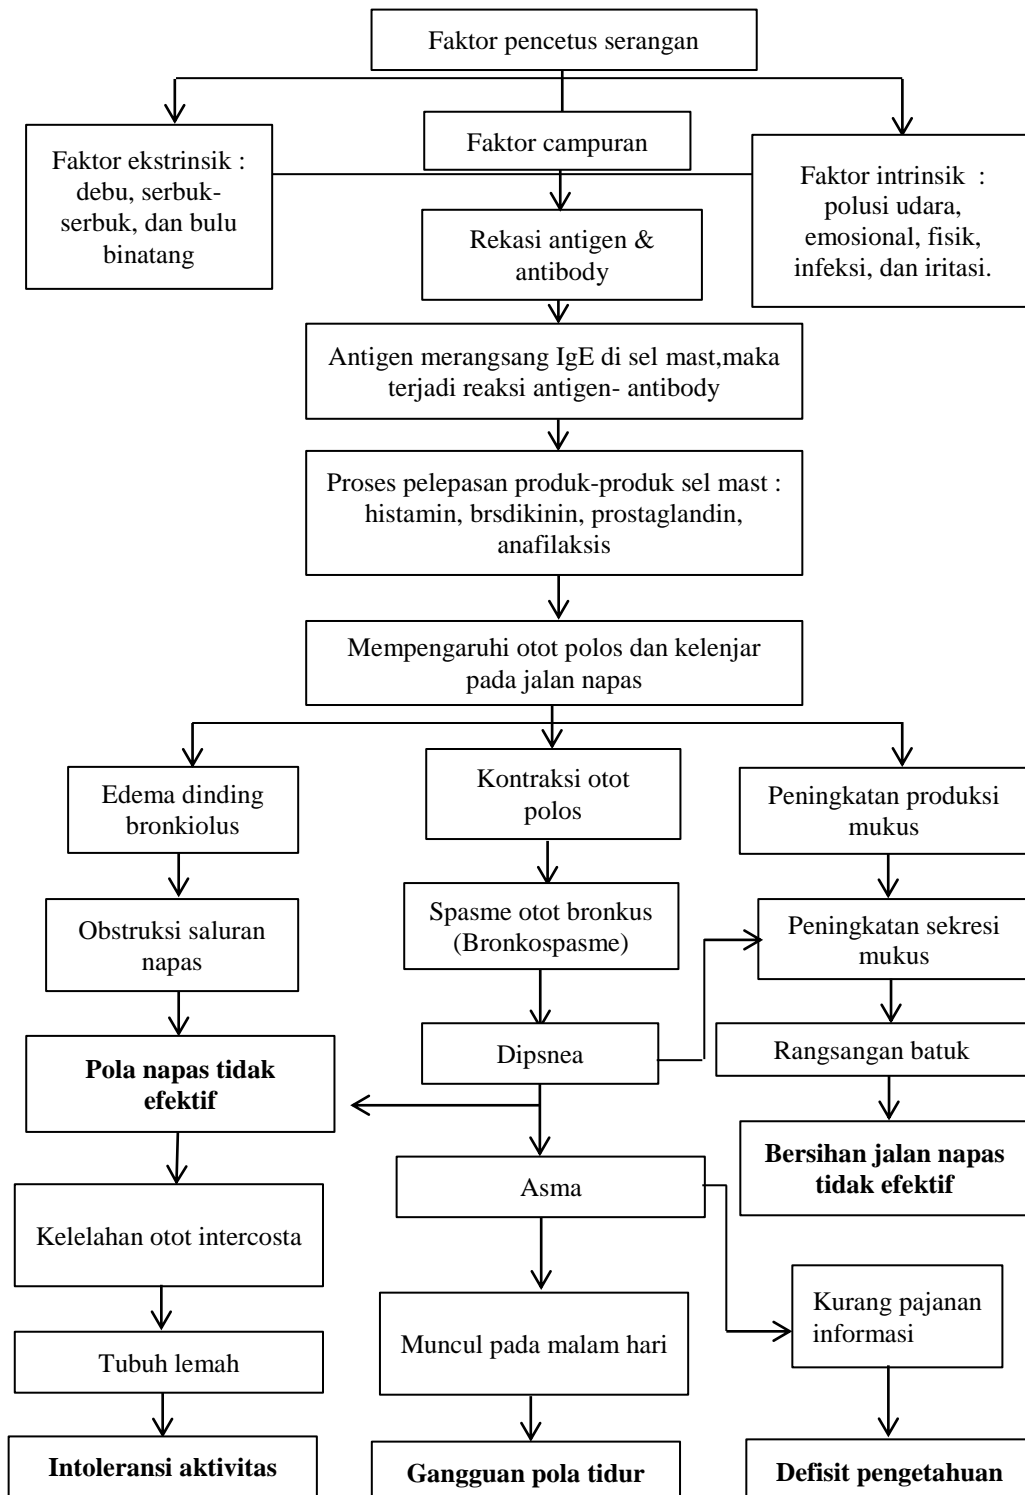 Faktor pencetus serangan
Faktor ekstrinsik :
debu, serbuk-
serbuk, dan bulu
binatang
Faktor campuran
Faktor intrinsik :
polusi udara,
emosional, fisik,
infeksi, dan iritasi.
Rekasi antigen &
antibody
Antigen merangsang IgE di sel mast,maka
terjadi reaksi antigen- antibody
Proses pelepasan produk-produk sel mast :
histamin, brsdikinin, prostaglandin,
anafilaksis
Mempengaruhi otot polos dan kelenjar
pada jalan napas
Edema dinding
bronkiolus
Kontraksi otot
polos
Peningkatan produksi
mukus
Obstruksi saluran
napas
Spasme otot bronkus
(Bronkospasme)
Peningkatan sekresi
mukus
Pola napas tidak
efektif
Dipsnea
Rangsangan batuk
Bersihan jalan napas
tidak efektif
Kelelahan otot intercosta
Asma
Kurang pajanan
informasi
Tubuh lemah
Muncul pada malam hari
Intoleransi aktivitas
Gangguan pola tidur
Defisit pengetahuan